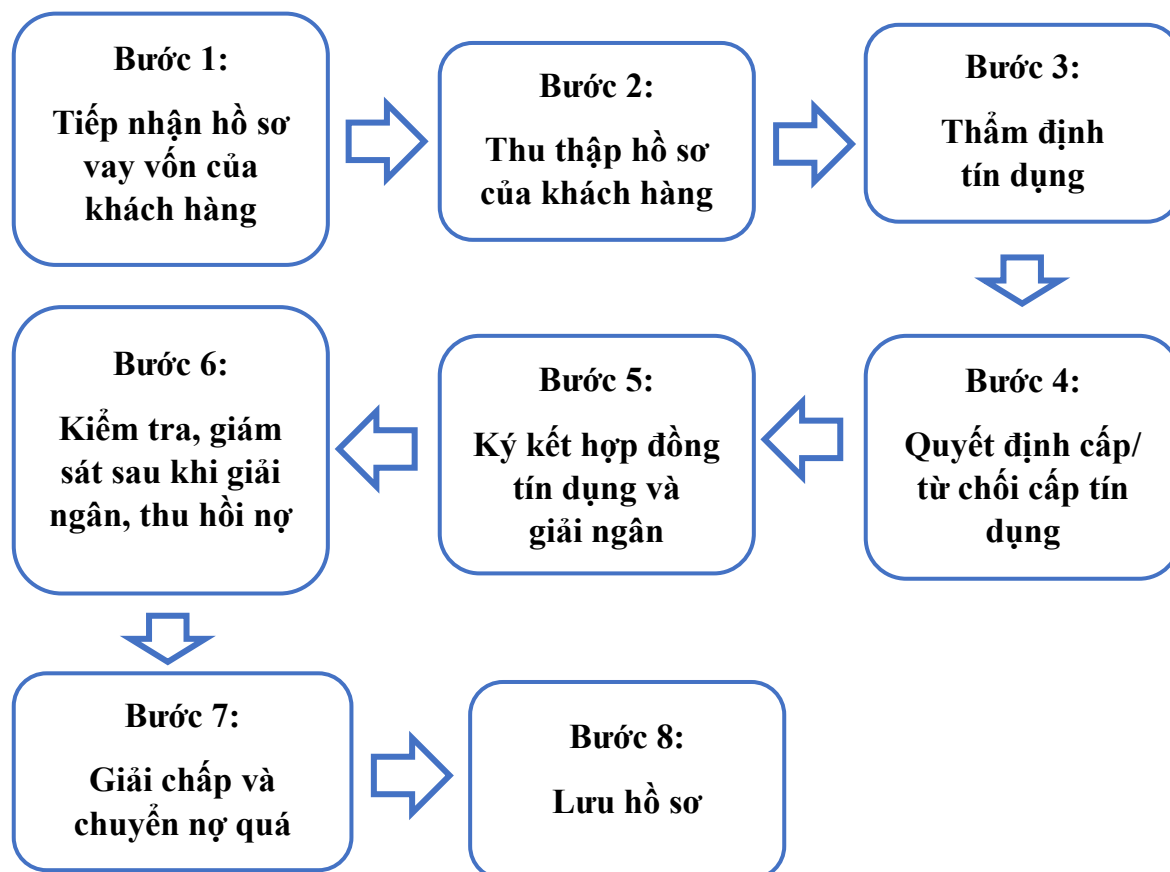 Bước 1:
Tiếp nhận hồ sơ
vay vốn của
khách hàng
Bước 2:
Thu thập hồ sơ
của khách hàng
Bước 3:
Thẩm định
tín dụng
Bước 4:
Quyết định cấp/
từ chối cấp tín
dụng
Bước 5:
Ký kết hợp đồng
tín dụng và
giải ngân
Bước 6:
Kiểm tra, giám
sát sau khi giải
ngân, thu hồi nợ
Bước 7:
Giải chấp và
chuyển nợ quá
Bước 8:
Lưu hồ sơ